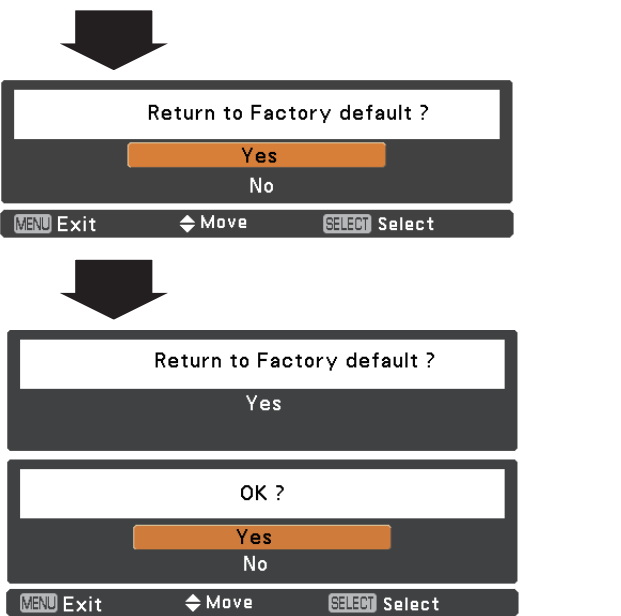 Return to Factory default ?
Yes
No
MENU Exit Move SELECT Select
Return to Factory default ?
Yes
OK ?
Yes
No
MENU Exit Move SELECT Select